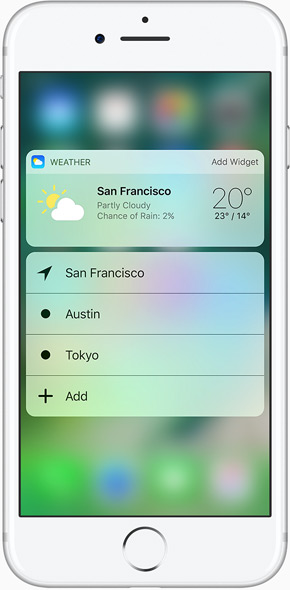 WEATHER Add Widget
San Francisco
Partly Cloudy
Chance of Rain: 2%
20°
23° / 14°
San Francisco
Austin
Tokyo
Add